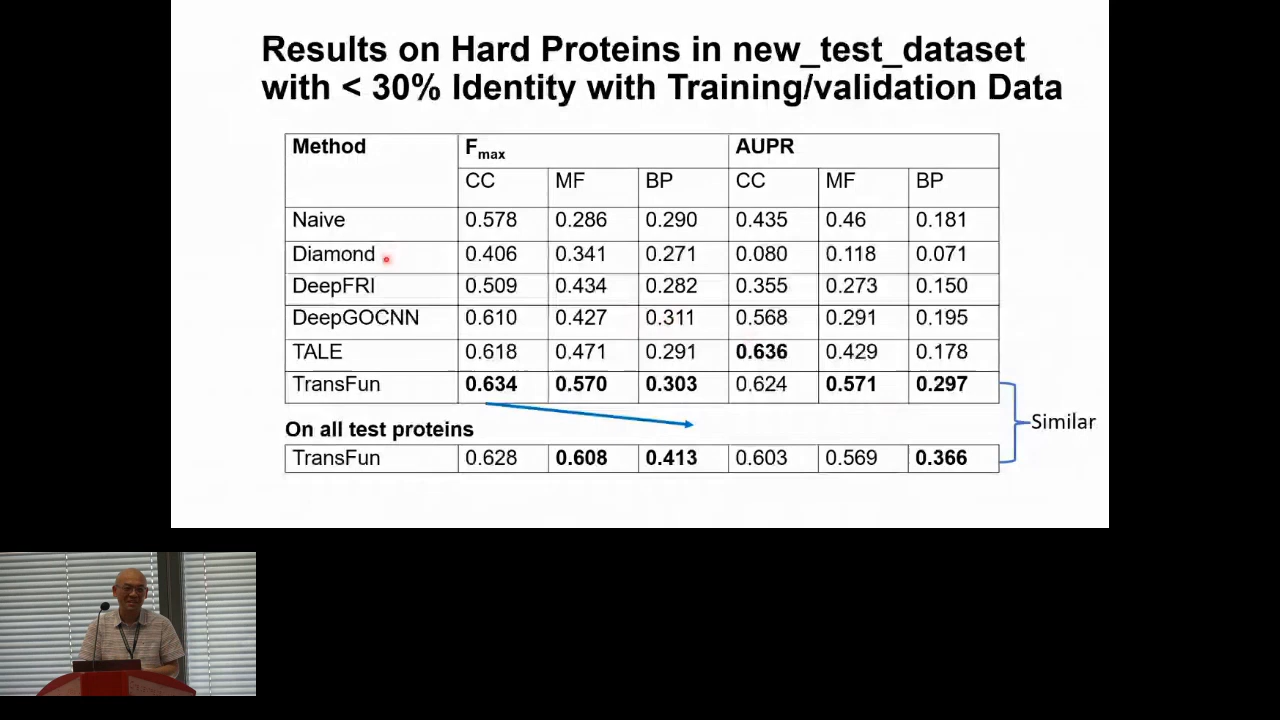 Results on Hard Proteins in new_test_dataset
with < 30% Identity with Training/validation Data
Method Fmax AUPR
CC MF BP CC MF BP
Naive 0.578 0.286 0.290 0.435 0.46 0.181
Diamond 0.406 0.341 0.271 0.080 0.118 0.071
DeepFRI 0.509 0.434 0.282 0.355 0.273 0.150
DeepGOCNN 0.610 0.427 0.311 0.568 0.291 0.195
TALE 0.618 0.471 0.291 0.636 0.429 0.178
TransFun 0.634 0.570 0.303 0.624 0.571 0.297
Similar
On all test proteins
TransFun 0.628 0.608 0.413 0.603 0.569 0.366